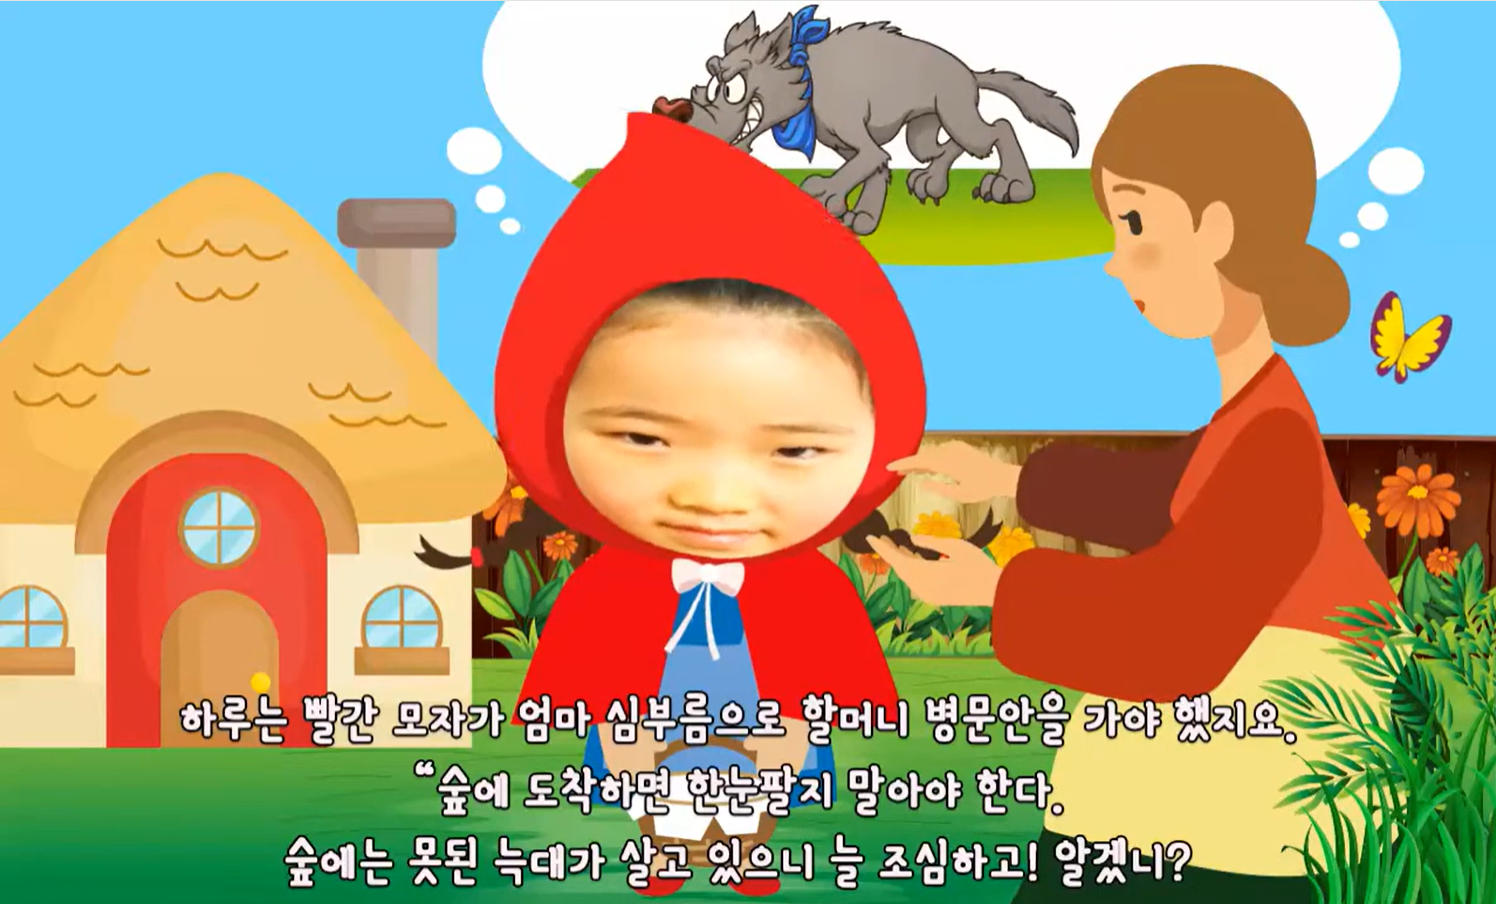 하루는 빨간 모자가 엄마 심부름으로 할머니 병문안을 가야 했지요.
“숲에 도착하면 한눈팔지 말아야 한다.
숲에는 못된 늑대가 살고 있으니 늘 조심하고! 알겠니?